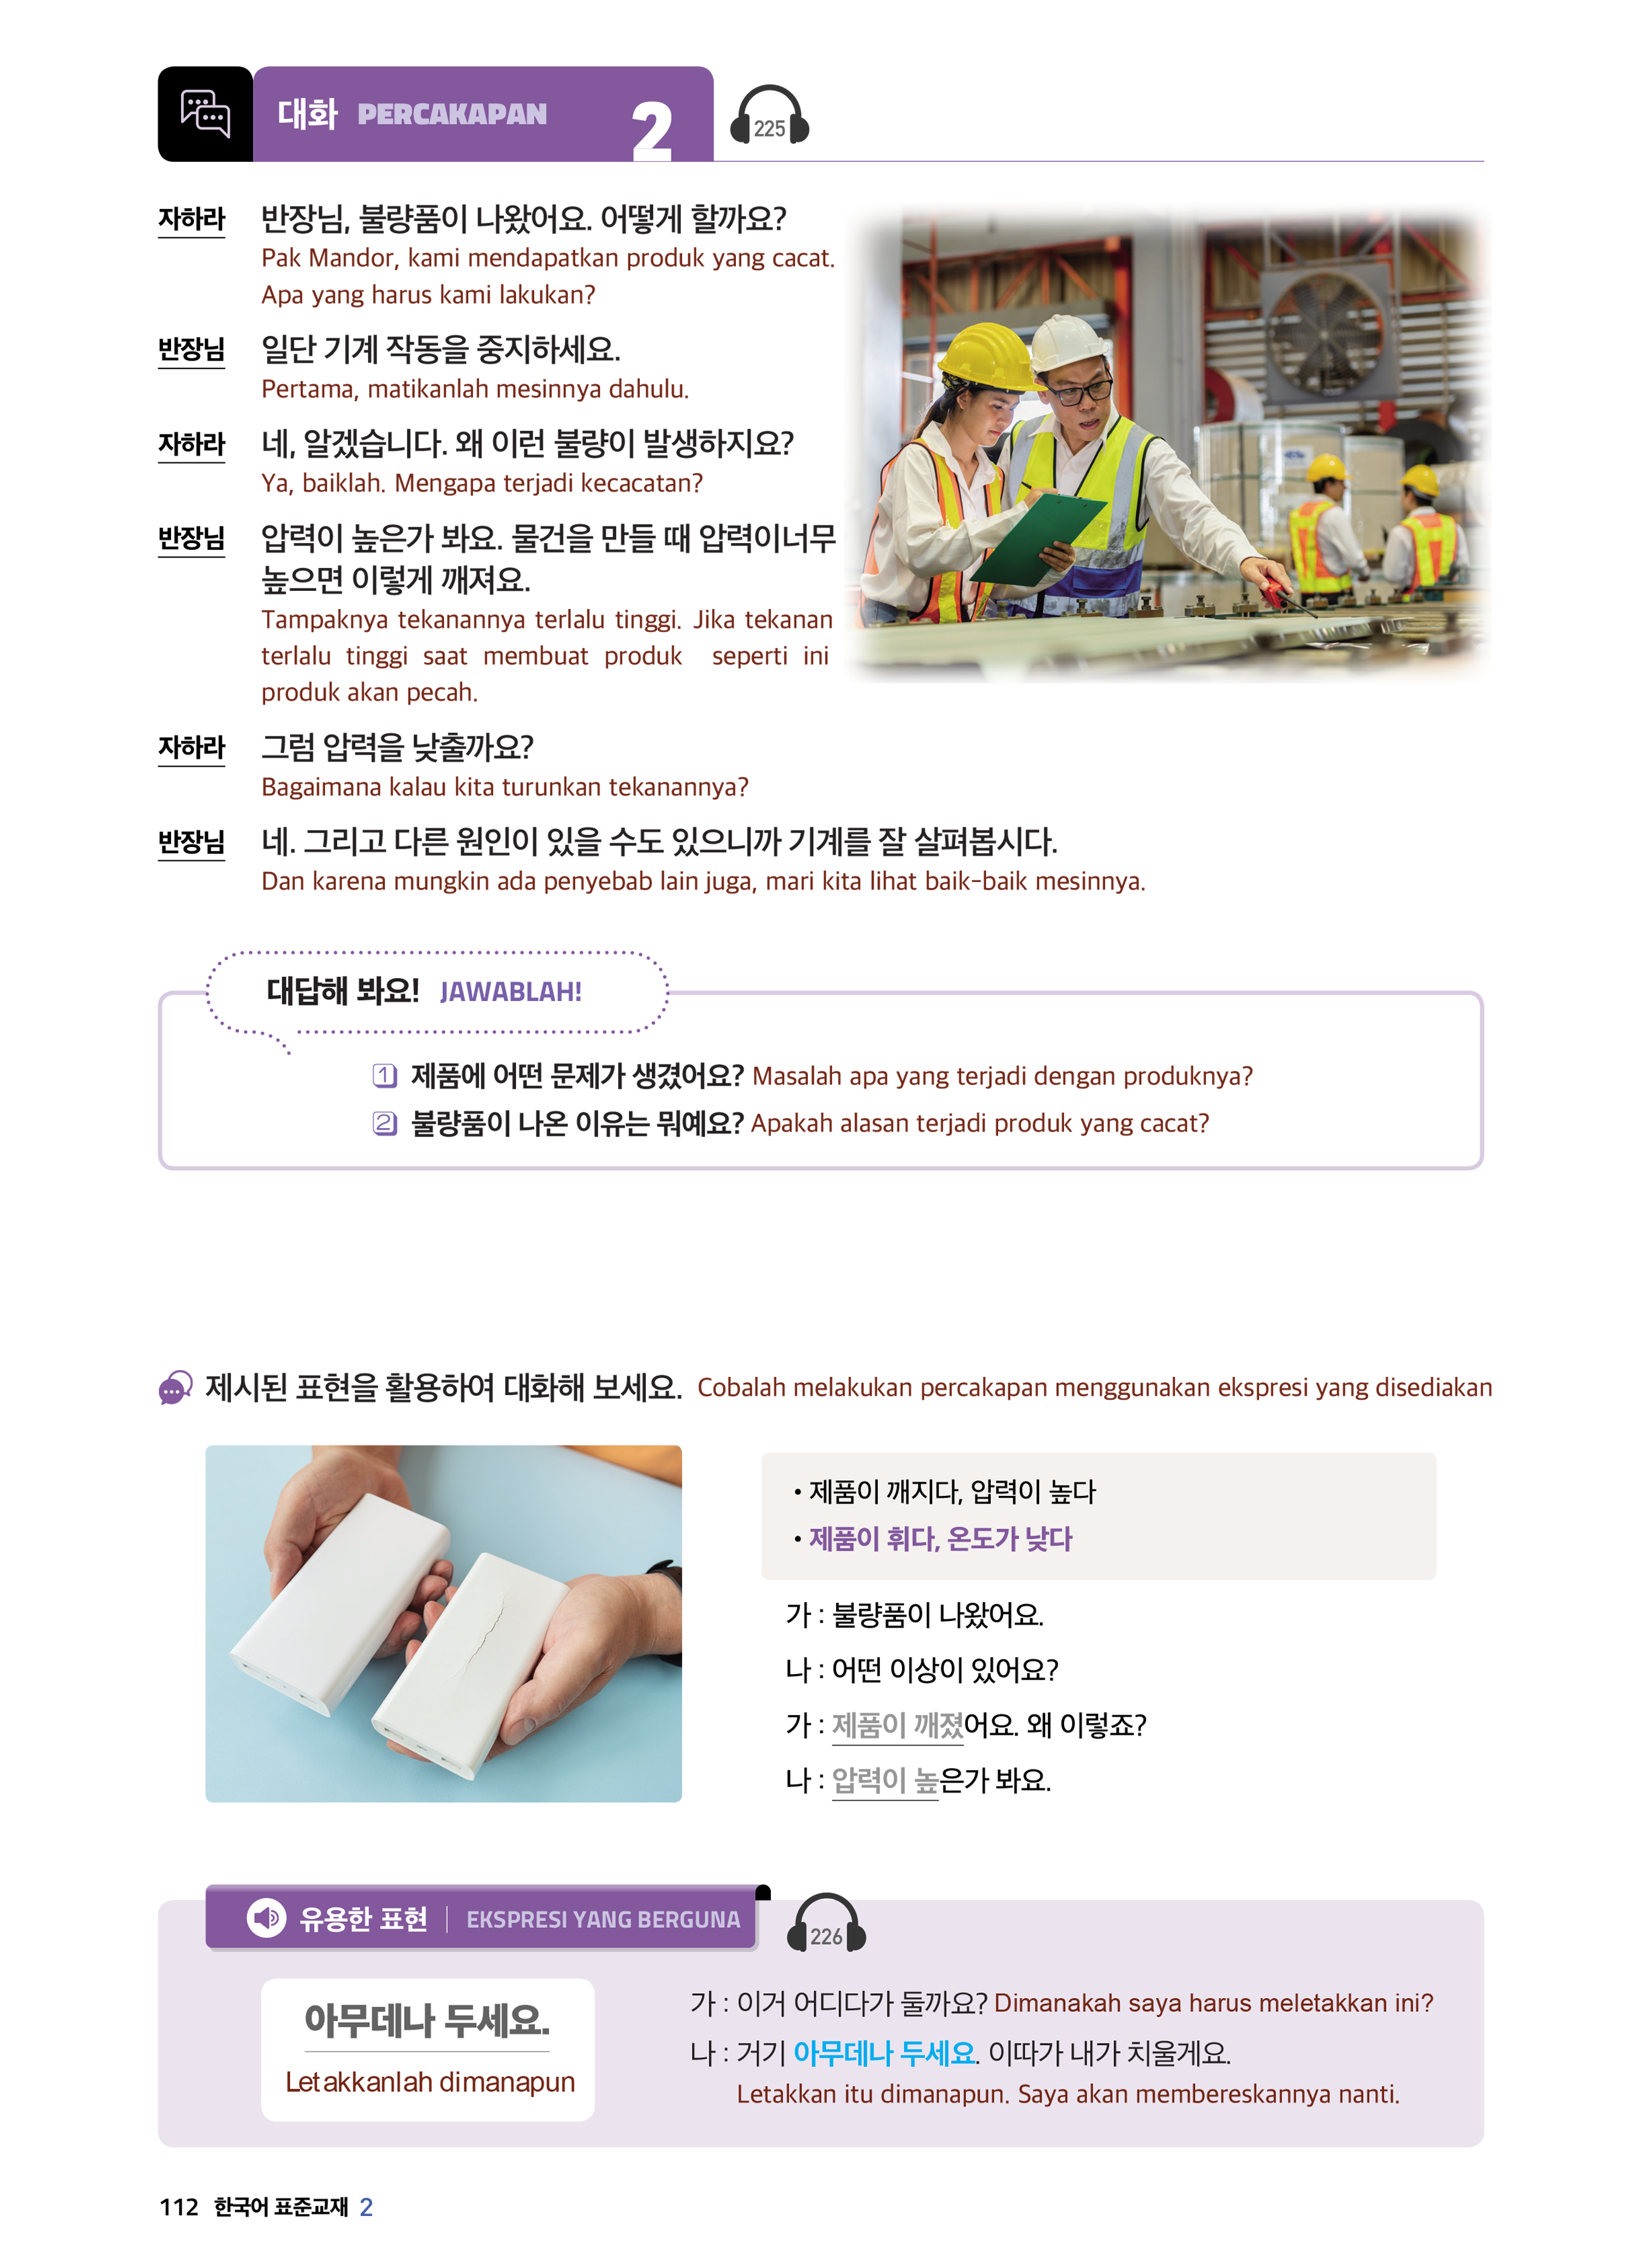 대화 PERCAKAPAN 2 225
자하라 반장님, 불량품이 나왔어요. 어떻게 할까요?
Pak Mandor, kami mendapatkan produk yang cacat.
Apa yang harus kami lakukan?
반장님 일단 기계 작동을 중지하세요.
Pertama, matikanlah mesinnya dahulu.
자하라 네, 알겠습니다. 왜 이런 불량이 발생하지요?
Ya, baiklah. Mengapa terjadi kecacatan?
반장님 압력이 높은가 봐요. 물건을 만들 때 압력이너무
높으면 이렇게 깨져요.
Tampaknya tekanannya terlalu tinggi. Jika tekanan
terlalu tinggi saat membuat produk seperti ini
produk akan pecah.
자하라 그럼 압력을 낮출까요?
Bagaimana kalau kita turunkan tekanannya?
반장님 네. 그리고 다른 원인이 있을 수도 있으니까 기계를 잘 살펴봅시다.
Dan karena mungkin ada penyebab lain juga, mari kita lihat baik-baik mesinnya.
대답해 봐요! JAWABLAH!
1 제품에 어떤 문제가 생겼어요? Masalah apa yang terjadi dengan produknya?
2 불량품이 나온 이유는 뭐예요? Apakah alasan terjadi produk yang cacat?
제시된 표현을 활용하여 대화해 보세요. Cobalah melakukan percakapan menggunakan ekspresi yang disediakan
• 제품이 깨지다, 압력이 높다
• 제품이 휘다, 온도가 낮다
가 : 불량품이 나왔어요.
나 : 어떤 이상이 있어요?
가 : 제품이 깨졌어요. 왜 이렇죠?
나 : 압력이 높은가 봐요.
유용한 표현 EKSPRESI YANG BERGUNA 226
아무데나 두세요.
Letakkanlah dimanapun
가 : 이거 어디다가 둘까요? Dimanakah saya harus meletakkan ini?
나 : 거기 아무데나 두세요. 이따가 내가 치울게요.
Letakkan itu dimanapun. Saya akan membereskannya nanti.
112 한국어 표준교재 2